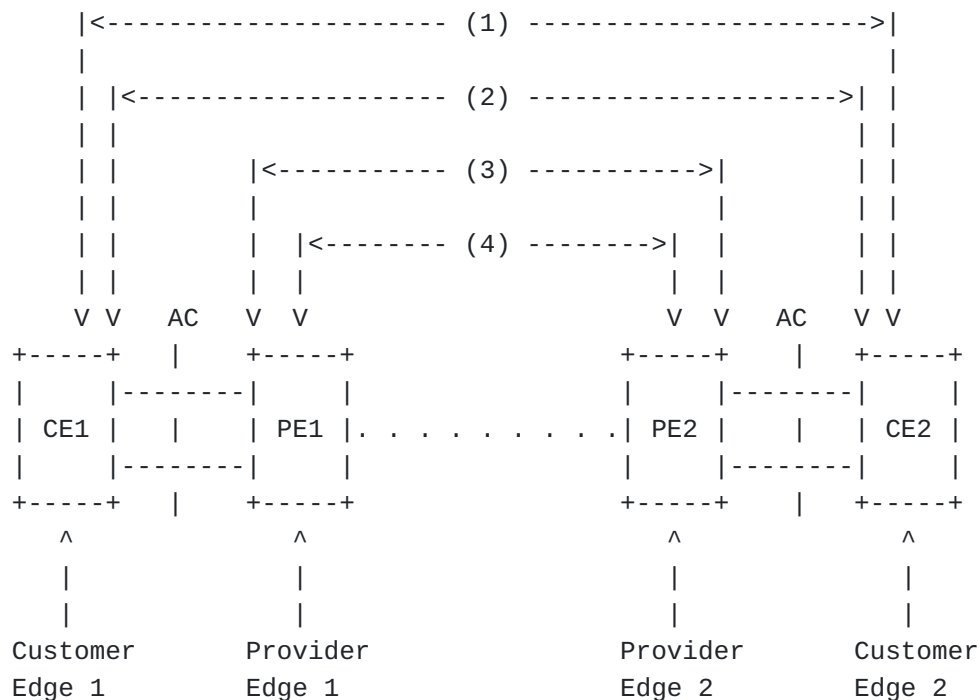 |<---------------------- (1) ---------------------->|
|                                                    |
| |<--------------------- (2) -------------------->| |
| |                                                | |
| |        |<----------- (3) ----------->|         | |
| |        |                             |         | |
| |        |  |<-------- (4) -------->|  |         | |
| |        |  |                       |  |         | |
V V   AC   V  V                       V  V   AC   V V
+-----+   |    +-----+                 +-----+    |   +-----+
|     |--------|     |                 |     |--------|     |
| CE1 |   |    | PE1 |. . . . . . . . .| PE2 |    |   | CE2 |
|     |--------|     |                 |     |--------|     |
+-----+   |    +-----+                 +-----+    |   +-----+
^              ^                       ^              ^
|              |                       |              |
|              |                       |              |
Customer       Provider                Provider       Customer
Edge 1         Edge 1                  Edge 2         Edge 2